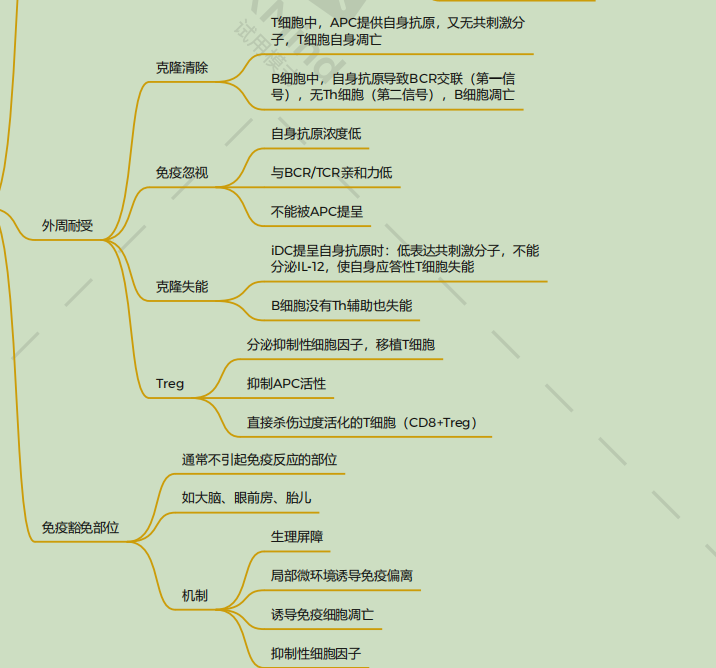 T细胞中，APC提供自身抗原，又无共刺激分
子，T细胞自身凋亡
克隆清除
B细胞中，自身抗原导致BCR交联（第一信
号），无Th细胞（第二信号），B细胞凋亡
自身抗原浓度低
免疫忽视
与BCR/TCR亲和力低
不能被APC提呈
外周耐受
iDC提呈自身抗原时：低表达共刺激分子，不能
分泌IL-12，使自身应答性T细胞失能
克隆失能
B细胞没有Th辅助也失能
分泌抑制性细胞因子，移植T细胞
Treg
抑制APC活性
直接杀伤过度活化的T细胞（CD8+Treg）
通常不引起免疫反应的部位
如大脑、眼前房、胎儿
免疫豁免部位
生理屏障
局部微环境诱导免疫偏离
机制
诱导免疫细胞凋亡
抑制性细胞因子
试用模式